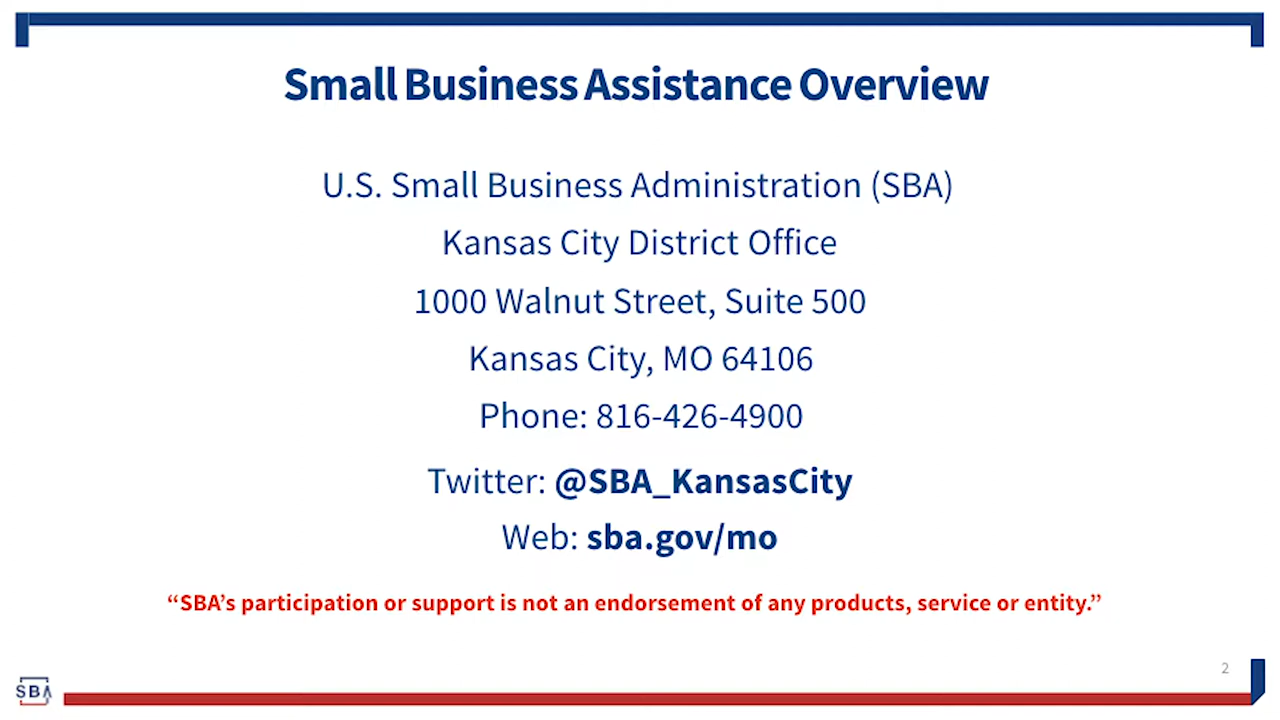 Small Business Assistance Overview
U.S. Small Business Administration (SBA)
Kansas City District Office
1000 Walnut Street, Suite 500
Kansas City, MO 64106
Phone: 816-426-4900
Twitter: @SBA_KansasCity
Web: sba.gov/mo
“SBA’s participation or support is not an endorsement of any products, service or entity.”
2
SBA